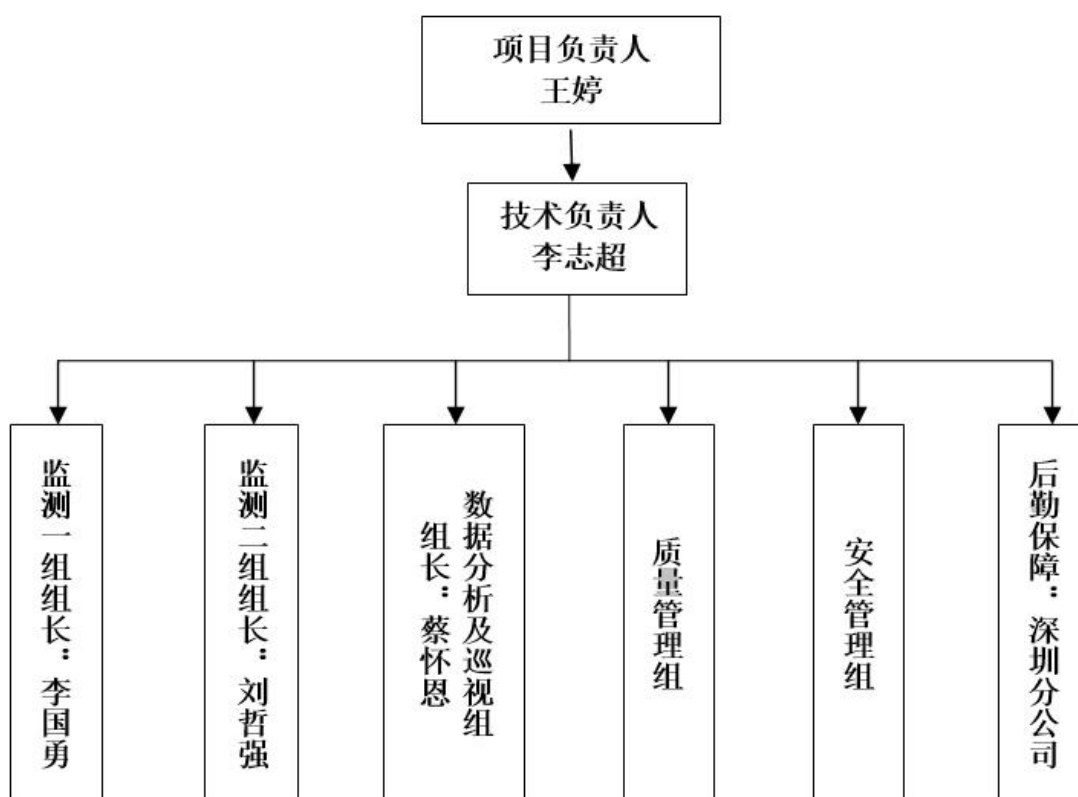 项目负责人
王婷
技术负责人
李志超
监测一组组长：李国勇
监测二组组长：刘哲强
数据分析及巡视组
组长：蔡怀恩
质量管理组
安全管理组
后勤保障：深圳分公司